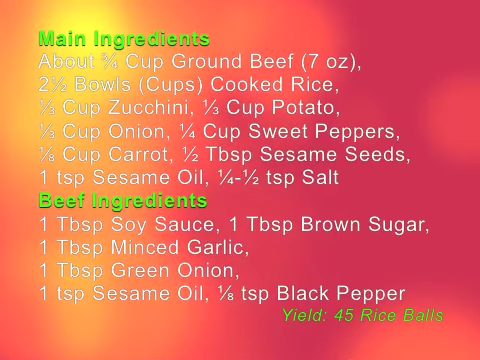 Main Ingredients
About ¾ Cup Ground Beef (7 oz),
2½ Bowls (Cups) Cooked Rice,
⅓ Cup Zucchini, ⅓ Cup Potato,
⅓ Cup Onion, ¼ Cup Sweet Peppers,
⅛ Cup Carrot, ½ Tbsp Sesame Seeds,
1 tsp Sesame Oil, ¼-½ tsp Salt
Beef Ingredients
1 Tbsp Soy Sauce, 1 Tbsp Brown Sugar,
1 Tbsp Minced Garlic,
1 Tbsp Green Onion,
1 tsp Sesame Oil, ⅛ tsp Black Pepper
Yield: 45 Rice Balls